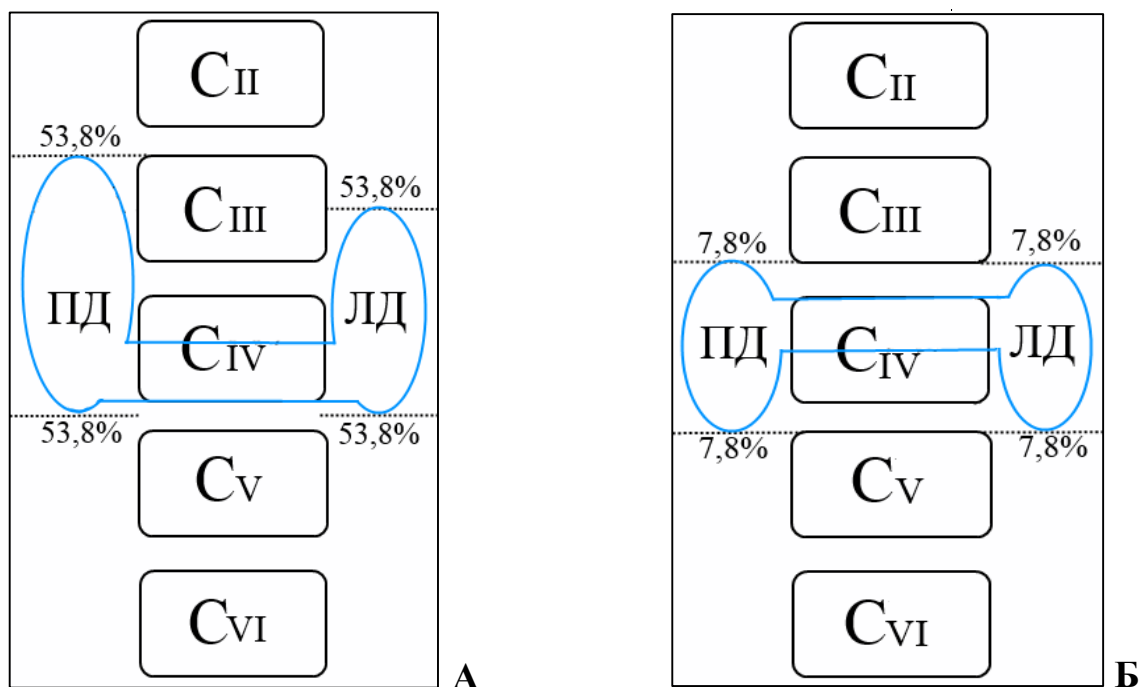 CII
53,8%
CIII
53,8%
ПД
CIV
ЛД
53,8%
53,8%
CV
CVI
А
CII
CIII
7,8%
7,8%
ПД
CIV
ЛД
7,8%
7,8%
CV
CVI
Б